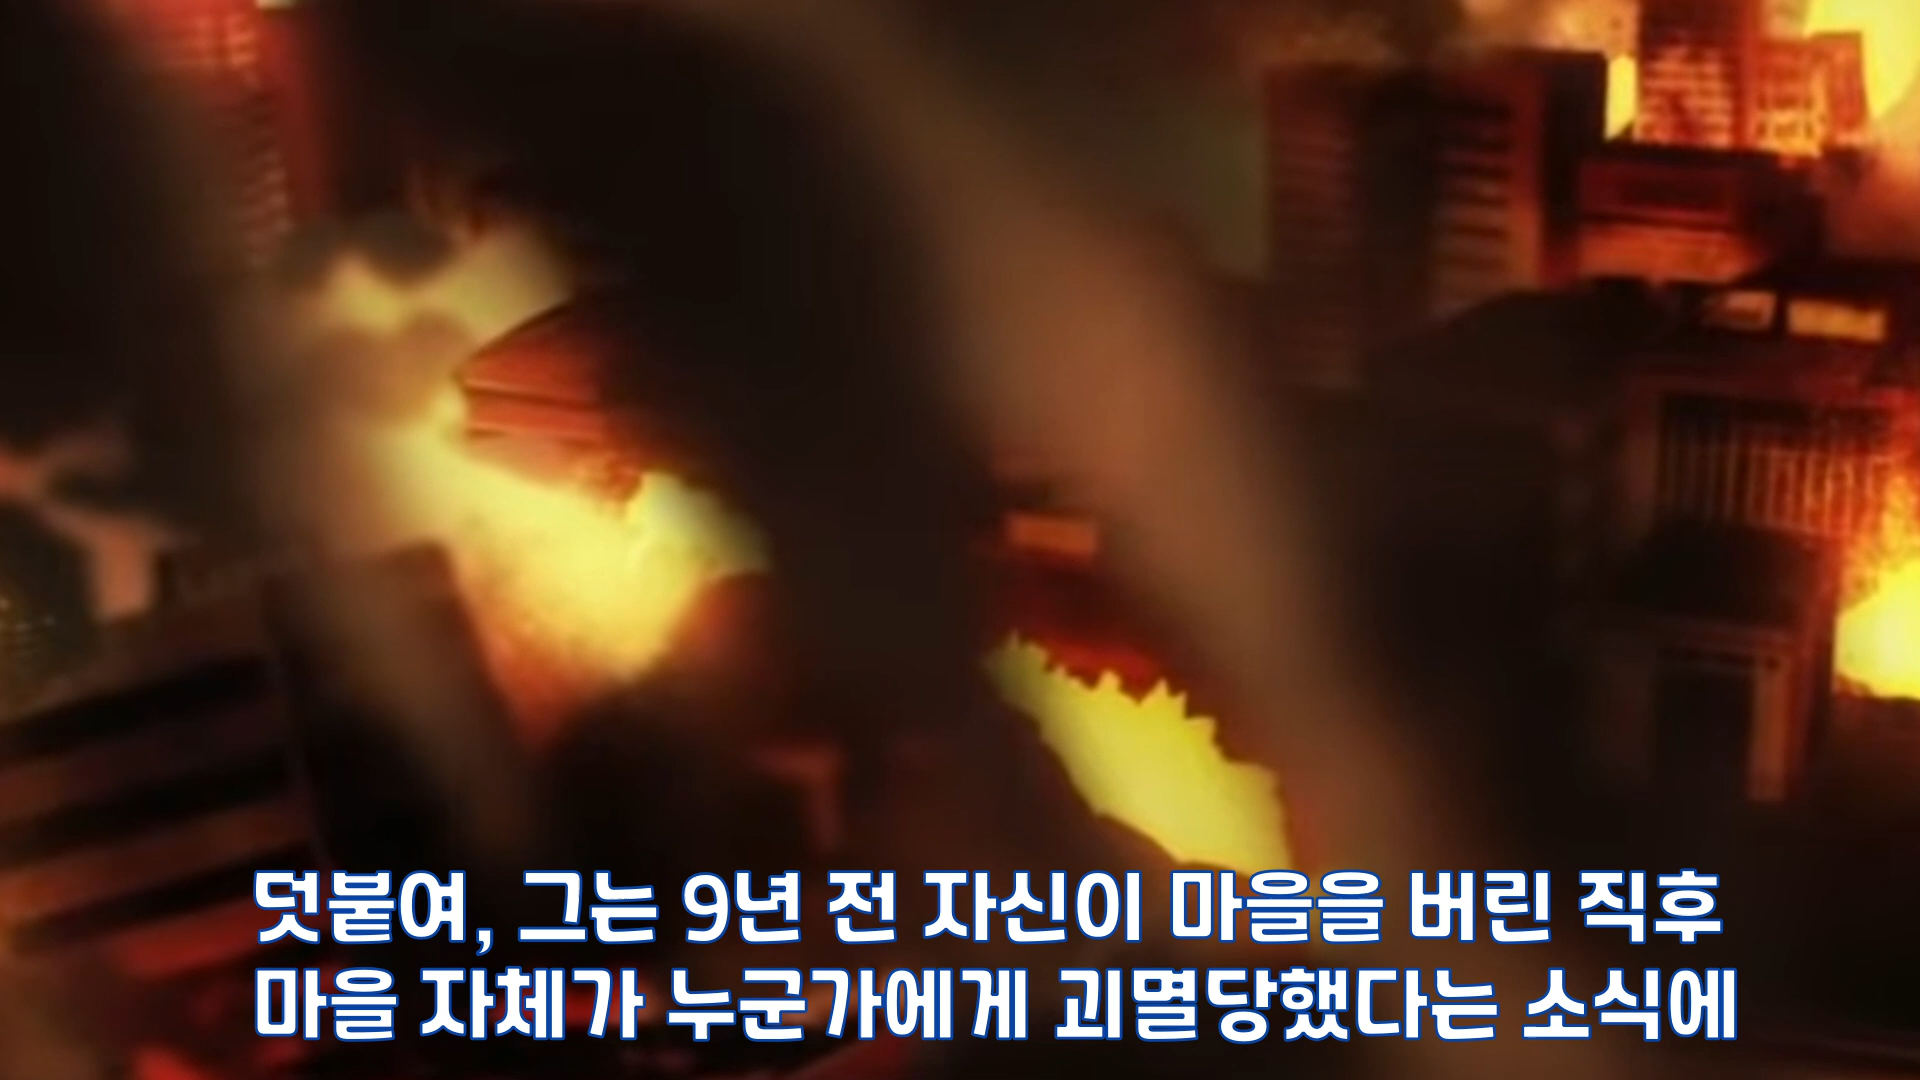 덧붙여, 그는 9년 전 자신이 마을을 버린 직후
마을 자체가 누군가에게 괴멸당했다는 소식에